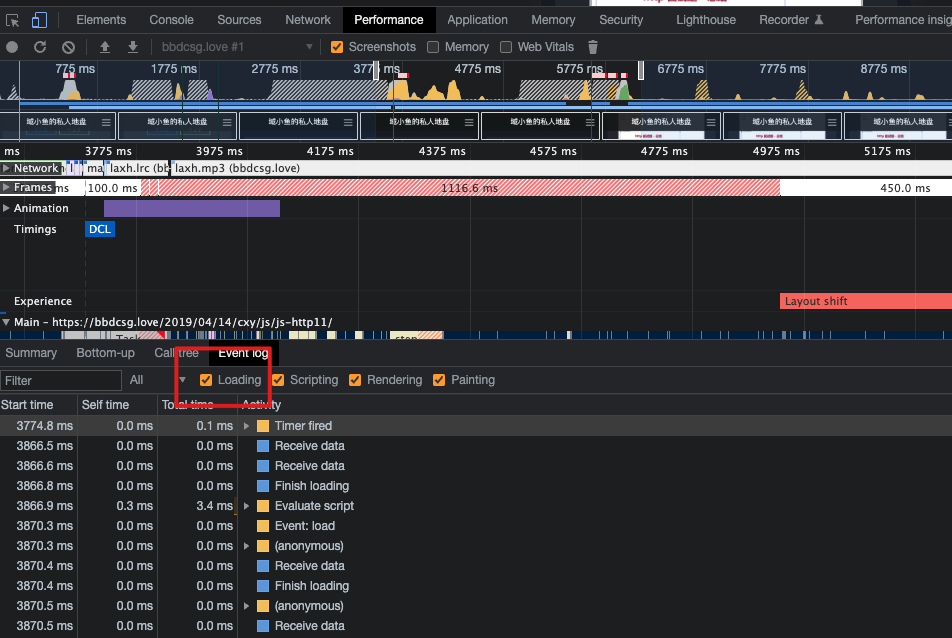 Elements Console Sources Network Performance Application Memory Security Lighthouse Recorder Performance insig
bbdcsg.love #1 Screenshots Memory Web Vitals
775 ms 1775 ms 2775 ms 377 ms 4775 ms 5775 ms 6775 ms 7775 ms 8775 ms
域小鱼的私人地盘 域小鱼的私人地盘 域小鱼的私人地盘 域小鱼的私人地盘 域小鱼的私人地盘 域小鱼的私人地盘 域小鱼的私人地盘 域小鱼的私人地盘
ms 3775 ms 3975 ms 4175 ms 4375 ms 4575 ms 4775 ms 4975 ms 5175 ms
Network l ma laxh.lrc (bb laxh.mp3 (bbdcsg.love)
Frames ms 100.0 ms 1116.6 ms 450.0 ms
Animation
Timings DCL
Experience Layout shift
Main - https://bbdcsg.love/2019/04/14/cxy/js/js-http11/
Task step
Summary Bottom-up Call tree Event log
Filter All Loading Scripting Rendering Painting
Start time Self time Total time Activity
3774.8 ms 0.0 ms 0.1 ms Timer fired
3866.5 ms 0.0 ms 0.0 ms Receive data
3866.6 ms 0.0 ms 0.0 ms Receive data
3866.8 ms 0.0 ms 0.0 ms Finish loading
3866.9 ms 0.3 ms 3.4 ms Evaluate script
3870.3 ms 0.0 ms 0.0 ms Event: load
3870.3 ms 0.0 ms 0.0 ms (anonymous)
3870.4 ms 0.0 ms 0.0 ms Receive data
3870.4 ms 0.0 ms 0.0 ms Finish loading
3870.5 ms 0.0 ms 0.0 ms (anonymous)
3870.5 ms 0.0 ms 0.0 ms Receive data